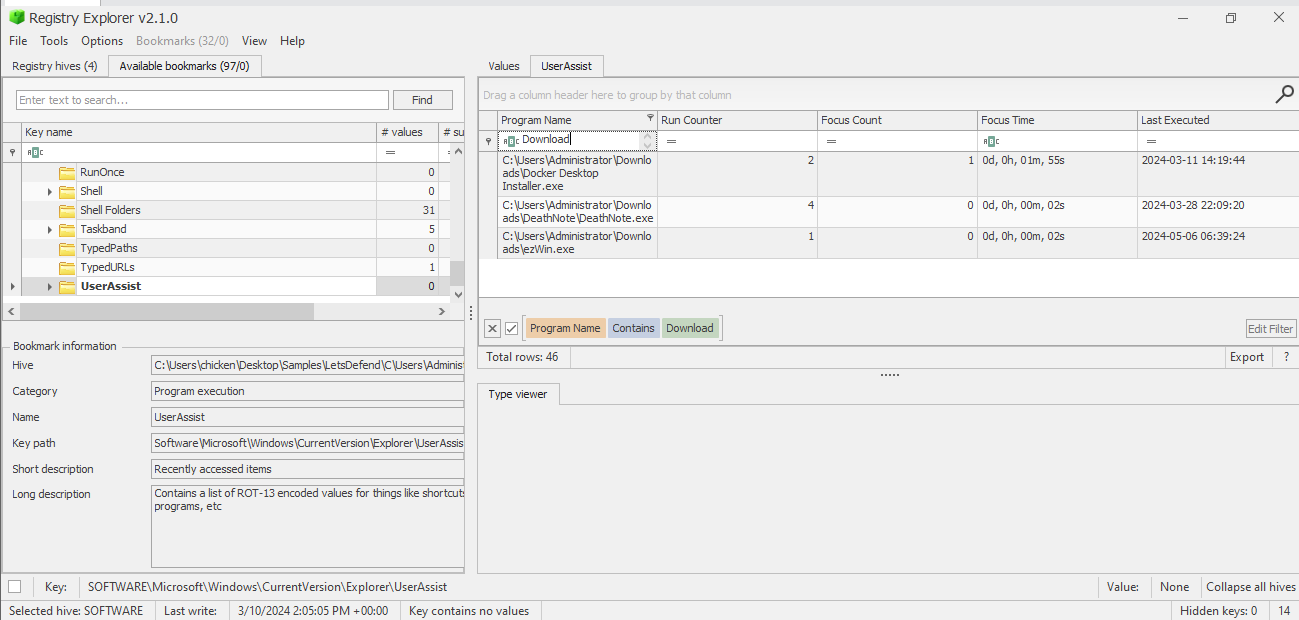 Registry Explorer v2.1.0
File Tools Options Bookmarks (32/0) View Help
Registry hives (4) Available bookmarks (97/0)
Enter text to search... Find
Key name # values # su
ABC = =
RunOnce 0
Shell 0
Shell Folders 31
Taskband 5
TypedPaths 0
TypedURLs 1
UserAssist 0
Bookmark information
Hive C:\Users\chicken\Desktop\Samples\LetsDefend\C\Users\Adminis
Category Program execution
Name UserAssist
Key path Software\Microsoft\Windows\CurrentVersion\Explorer\UserAssis
Short description Recently accessed items
Long description Contains a list of ROT-13 encoded values for things like shortcuts
programs, etc
Values UserAssist
Drag a column header here to group by that column
Program Name Run Counter Focus Count Focus Time Last Executed
ABC Download = = ABC =
C:\Users\Administrator\Downlo 2 1 0d, 0h, 01m, 55s 2024-03-11 14:19:44
ads\Docker Desktop
Installer.exe
C:\Users\Administrator\Downlo 4 0 0d, 0h, 00m, 02s 2024-03-28 22:09:20
ads\DeathNote\DeathNote.exe
C:\Users\Administrator\Downlo 1 0 0d, 0h, 00m, 02s 2024-05-06 06:39:24
ads\ezWin.exe
Program Name Contains Download Edit Filter
Total rows: 46 Export ?
Type viewer
Key: SOFTWARE\Microsoft\Windows\CurrentVersion\Explorer\UserAssist Value: None Collapse all hives
Selected hive: SOFTWARE Last write: 3/10/2024 2:05:05 PM +00:00 Key contains no values Hidden keys: 0 14